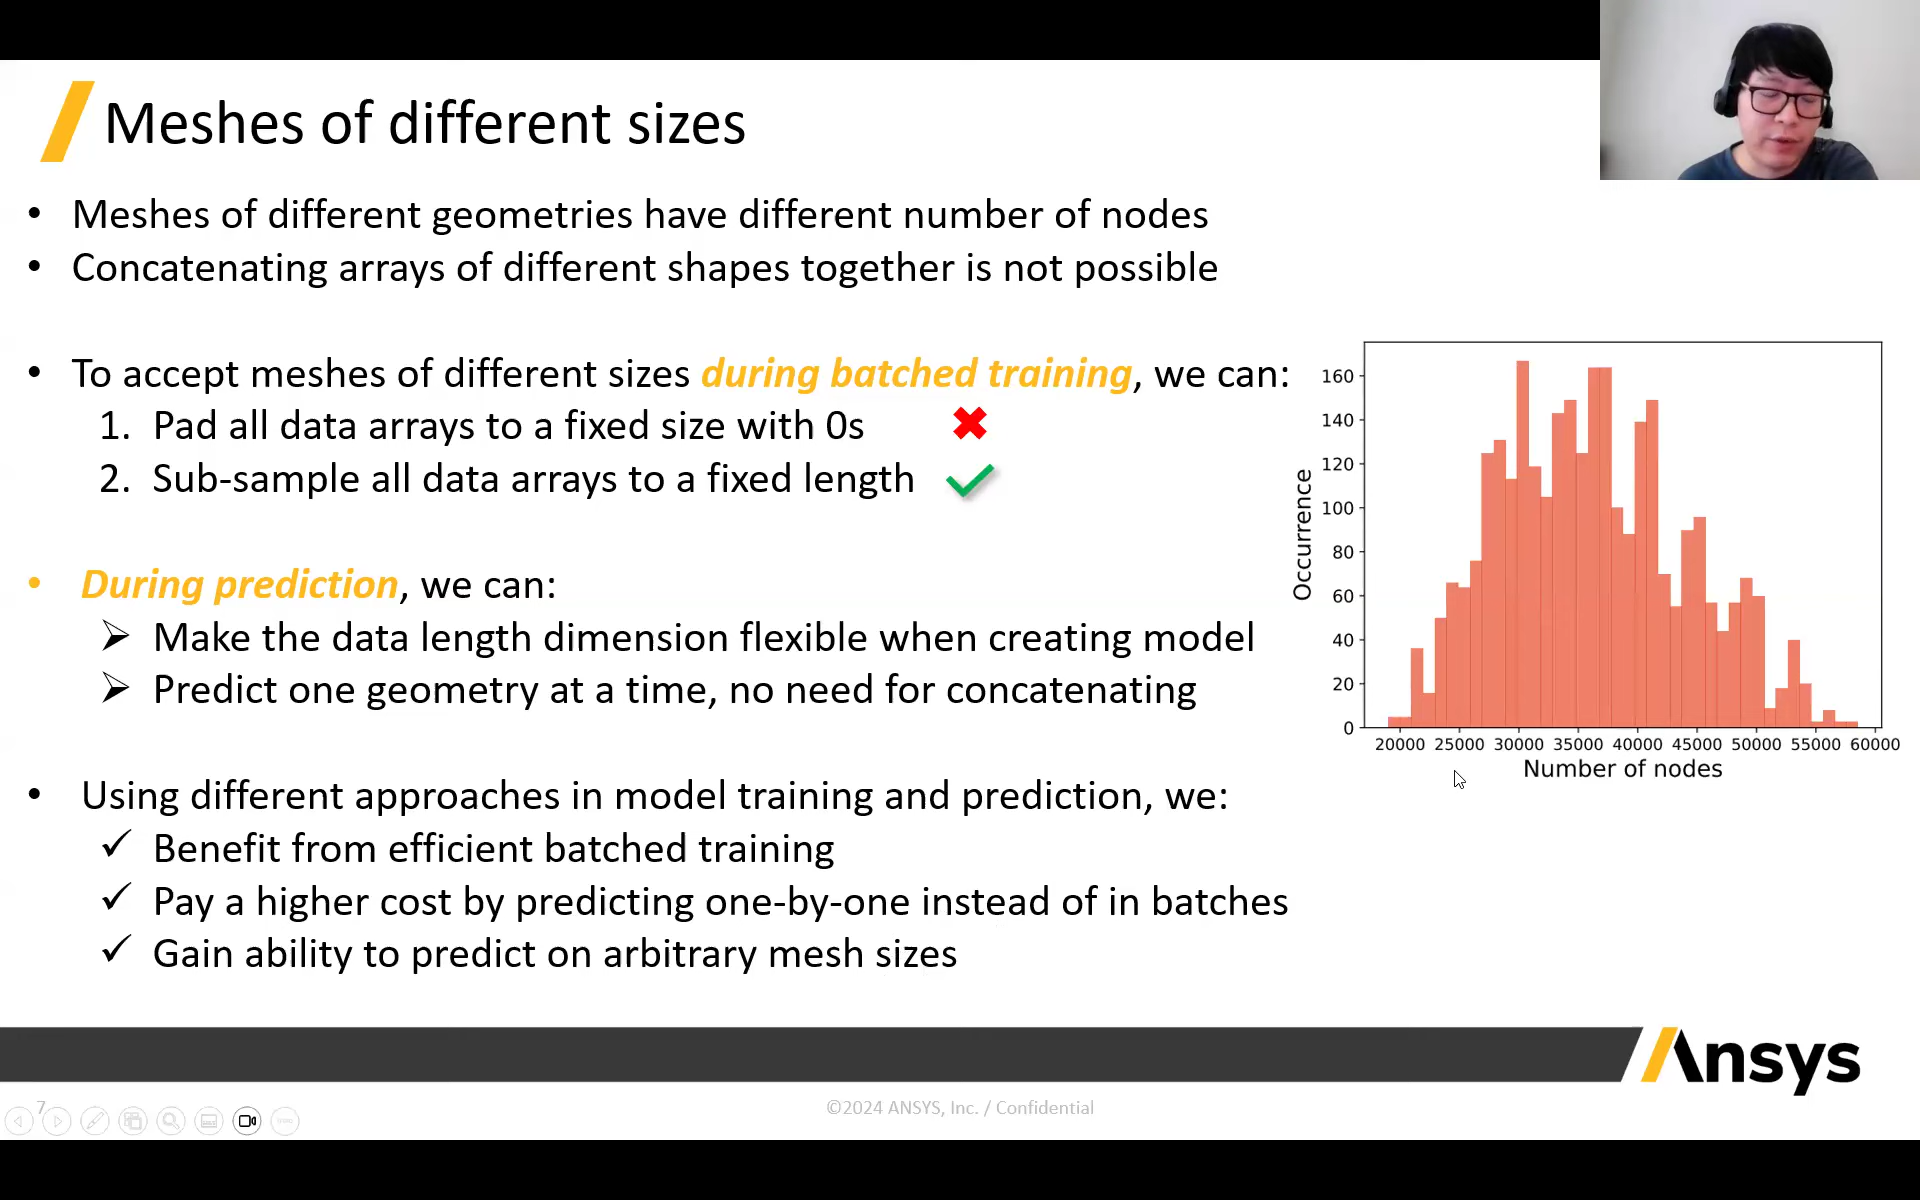 Meshes of different sizes
• Meshes of different geometries have different number of nodes
• Concatenating arrays of different shapes together is not possible
• To accept meshes of different sizes during batched training, we can:
1. Pad all data arrays to a fixed size with 0s
2. Sub-sample all data arrays to a fixed length
• During prediction, we can:
➢ Make the data length dimension flexible when creating model
➢ Predict one geometry at a time, no need for concatenating
• Using different approaches in model training and prediction, we:
✓ Benefit from efficient batched training
✓ Pay a higher cost by predicting one-by-one instead of in batches
✓ Gain ability to predict on arbitrary mesh sizes
Occurrence
160
140
120
100
80
60
40
20
0
20000 25000 30000 35000 40000 45000 50000 55000 60000
Number of nodes
Ansys
7
©2024 ANSYS, Inc. / Confidential